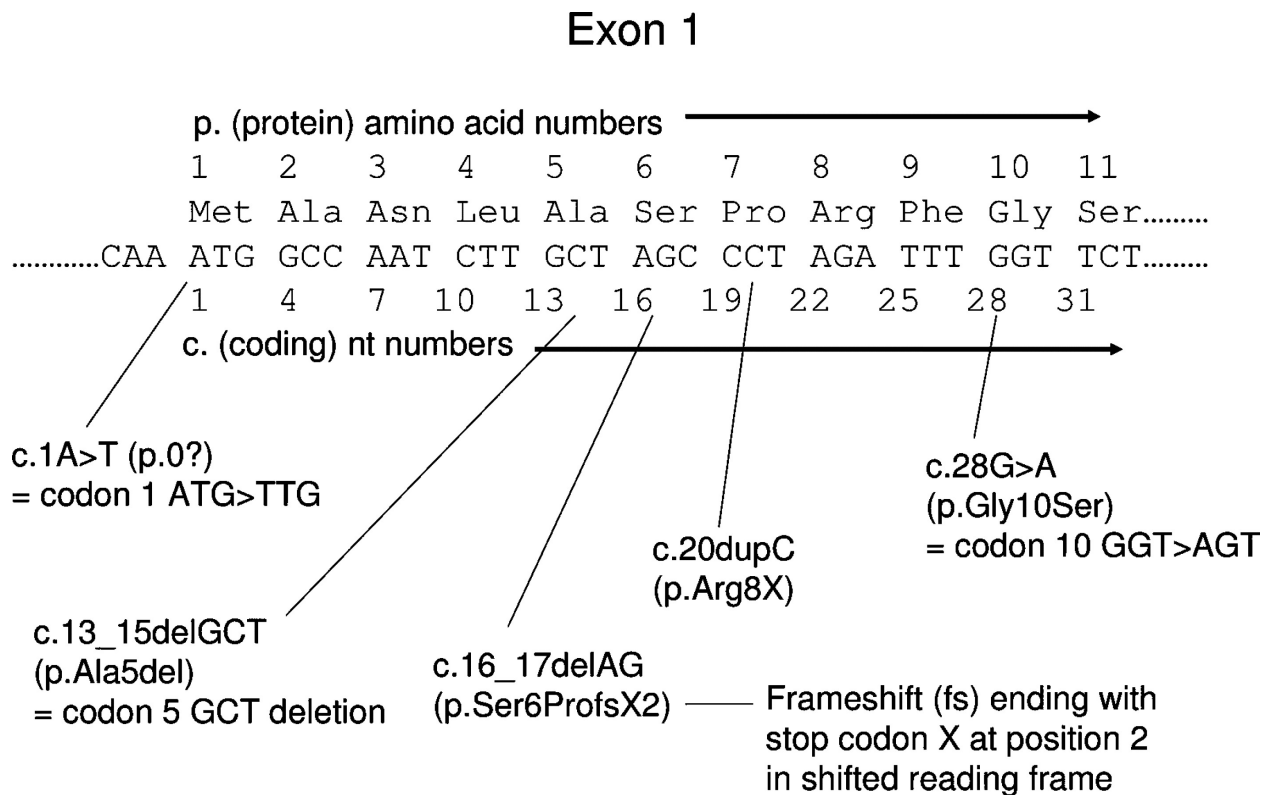 Exon 1
p. (protein) amino acid numbers
1 2 3 4 5 6 7 8 9 10 11
Met Ala Asn Leu Ala Ser Pro Arg Phe Gly Ser.........
............CAA ATG GCC AAT CTT GCT AGC CCT AGA TTT GGT TCT.........
1 4 7 10 13 16 19 22 25 28 31
c. (coding) nt numbers
c.1A>T (p.0?)
= codon 1 ATG>TTG
c.28G>A
(p.Gly10Ser)
= codon 10 GGT>AGT
c.20dupC
(p.Arg8X)
c.13_15delGCT
(p.Ala5del)
= codon 5 GCT deletion
c.16_17delAG
(p.Ser6ProfsX2)
Frameshift (fs) ending with
stop codon X at position 2
in shifted reading frame